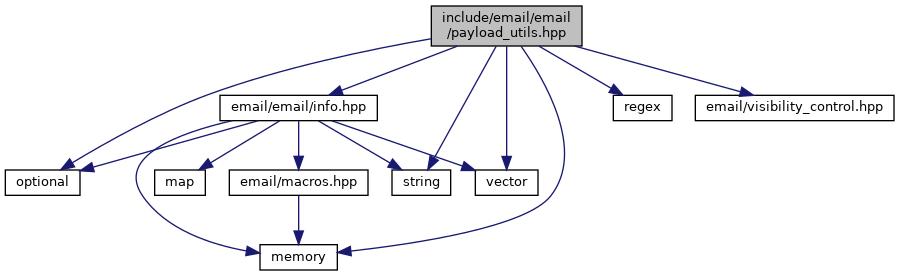 include/email/email
/payload_utils.hpp
email/email/info.hpp
regex
email/visibility_control.hpp
optional
map
email/macros.hpp
string
vector
memory